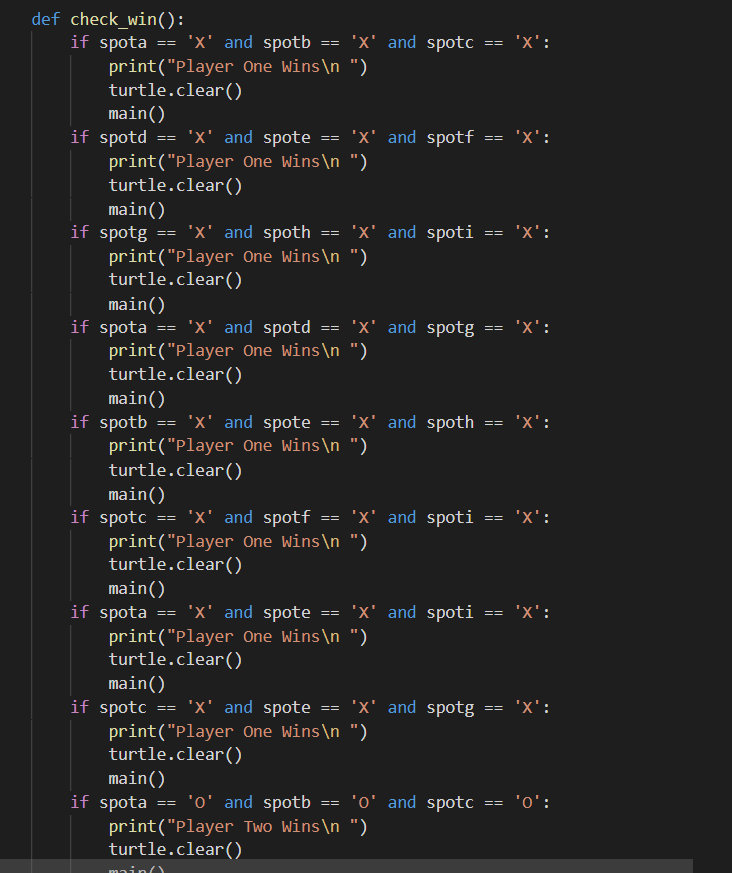 def check_win():
    if spota == 'X' and spotb == 'X' and spotc == 'X':
        print("Player One Wins\n ")
        turtle.clear()
        main()
    if spotd == 'X' and spote == 'X' and spotf == 'X':
        print("Player One Wins\n ")
        turtle.clear()
        main()
    if spotg == 'X' and spoth == 'X' and spoti == 'X':
        print("Player One Wins\n ")
        turtle.clear()
        main()
    if spota == 'X' and spotd == 'X' and spotg == 'X':
        print("Player One Wins\n ")
        turtle.clear()
        main()
    if spotb == 'X' and spote == 'X' and spoth == 'X':
        print("Player One Wins\n ")
        turtle.clear()
        main()
    if spotc == 'X' and spotf == 'X' and spoti == 'X':
        print("Player One Wins\n ")
        turtle.clear()
        main()
    if spota == 'X' and spote == 'X' and spoti == 'X':
        print("Player One Wins\n ")
        turtle.clear()
        main()
    if spotc == 'X' and spote == 'X' and spotg == 'X':
        print("Player One Wins\n ")
        turtle.clear()
        main()
    if spota == 'O' and spotb == 'O' and spotc == 'O':
        print("Player Two Wins\n ")
        turtle.clear()
        main()